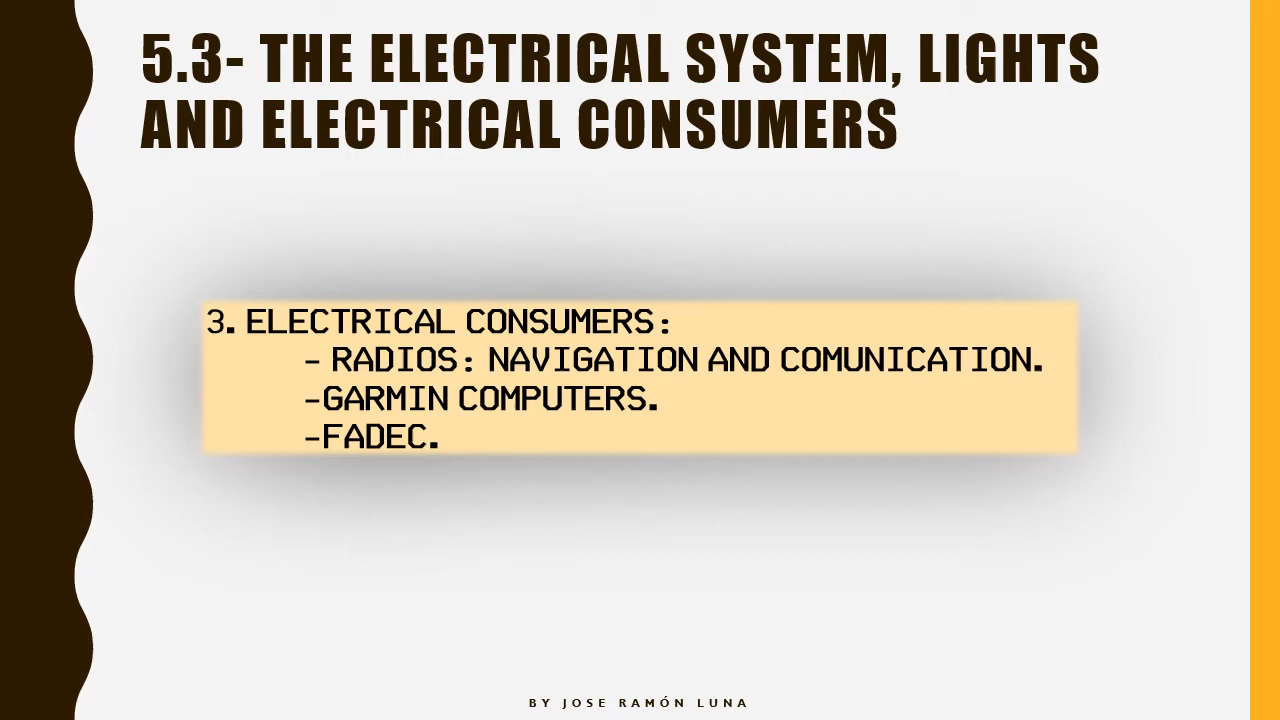 5.3- THE ELECTRICAL SYSTEM, LIGHTS
AND ELECTRICAL CONSUMERS
3. ELECTRICAL CONSUMERS:
- RADIOS: NAVIGATION AND COMUNICATION.
-GARMIN COMPUTERS.
-FADEC.
BY JOSE RAMÓN LUNA